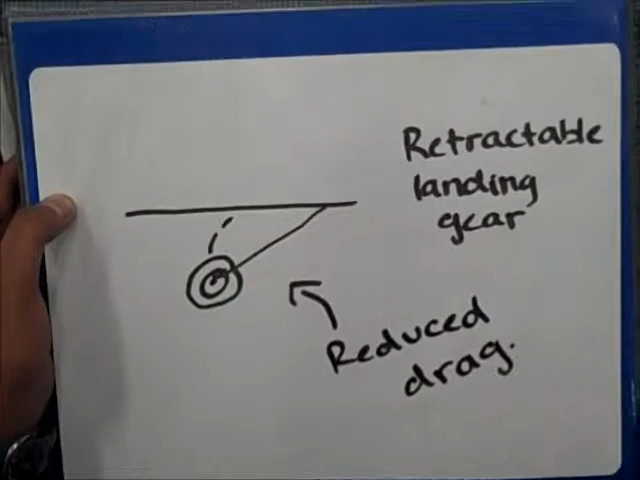 Retractable
landing
gear
Reduced
drag.